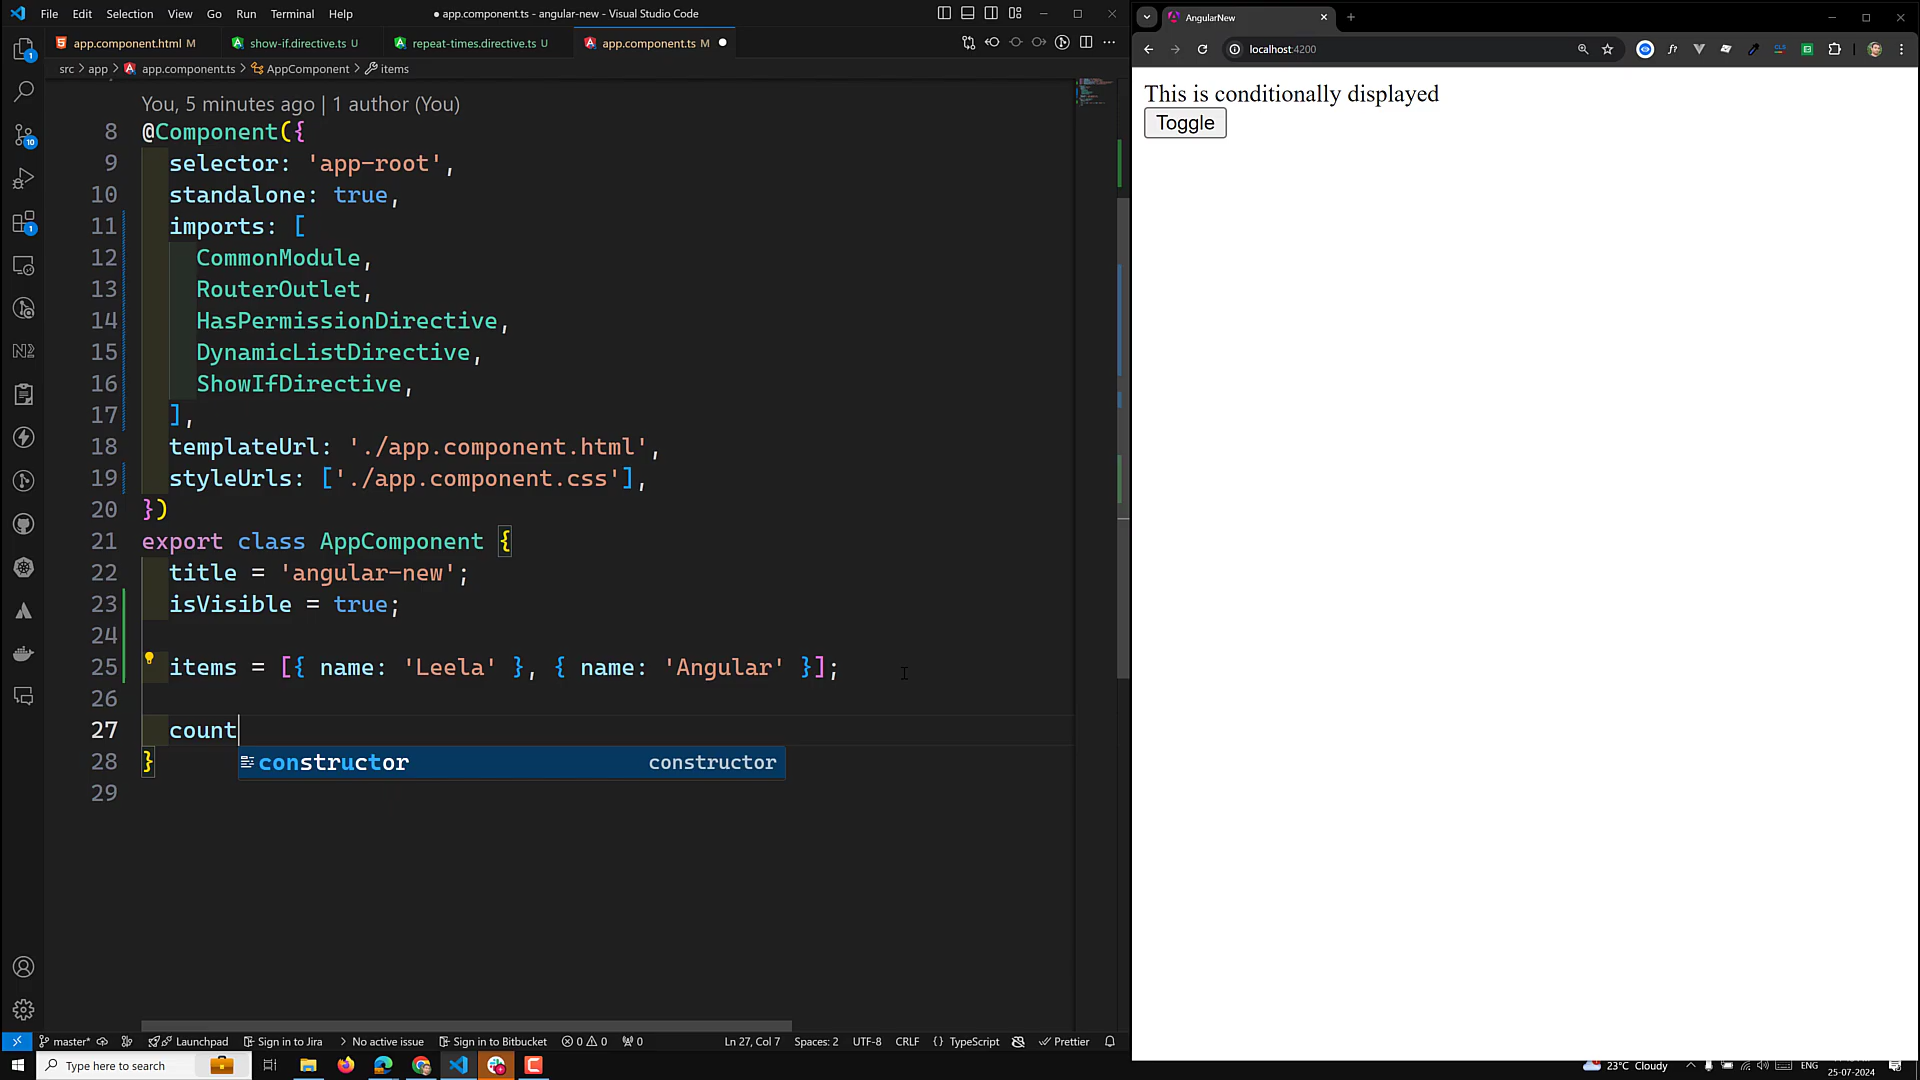 File Edit Selection View Go Run Terminal Help
● app.component.ts - angular-new - Visual Studio Code
AngularNew
app.component.html M
show-if.directive.ts U
repeat-times.directive.ts U
app.component.ts M
localhost:4200
src > app > app.component.ts > AppComponent > items
You, 5 minutes ago | 1 author (You)
8 @Component({
9 selector: 'app-root',
10 standalone: true,
11 imports: [
12 CommonModule,
13 RouterOutlet,
14 HasPermissionDirective,
15 DynamicListDirective,
16 ShowIfDirective,
17 ],
18 templateUrl: './app.component.html',
19 styleUrls: ['./app.component.css'],
20 })
21 export class AppComponent {
22 title = 'angular-new';
23 isVisible = true;
24
25 items = [{ name: 'Leela' }, { name: 'Angular' }];
26
27 count
28 }
constructor constructor
29
This is conditionally displayed
Toggle
master* Launchpad Sign in to Jira No active issue Sign in to Bitbucket 0 0 0 Ln 27, Col 7 Spaces: 2 UTF-8 CRLF {} TypeScript Prettier
Type here to search
23°C Cloudy
ENG
25-07-2024